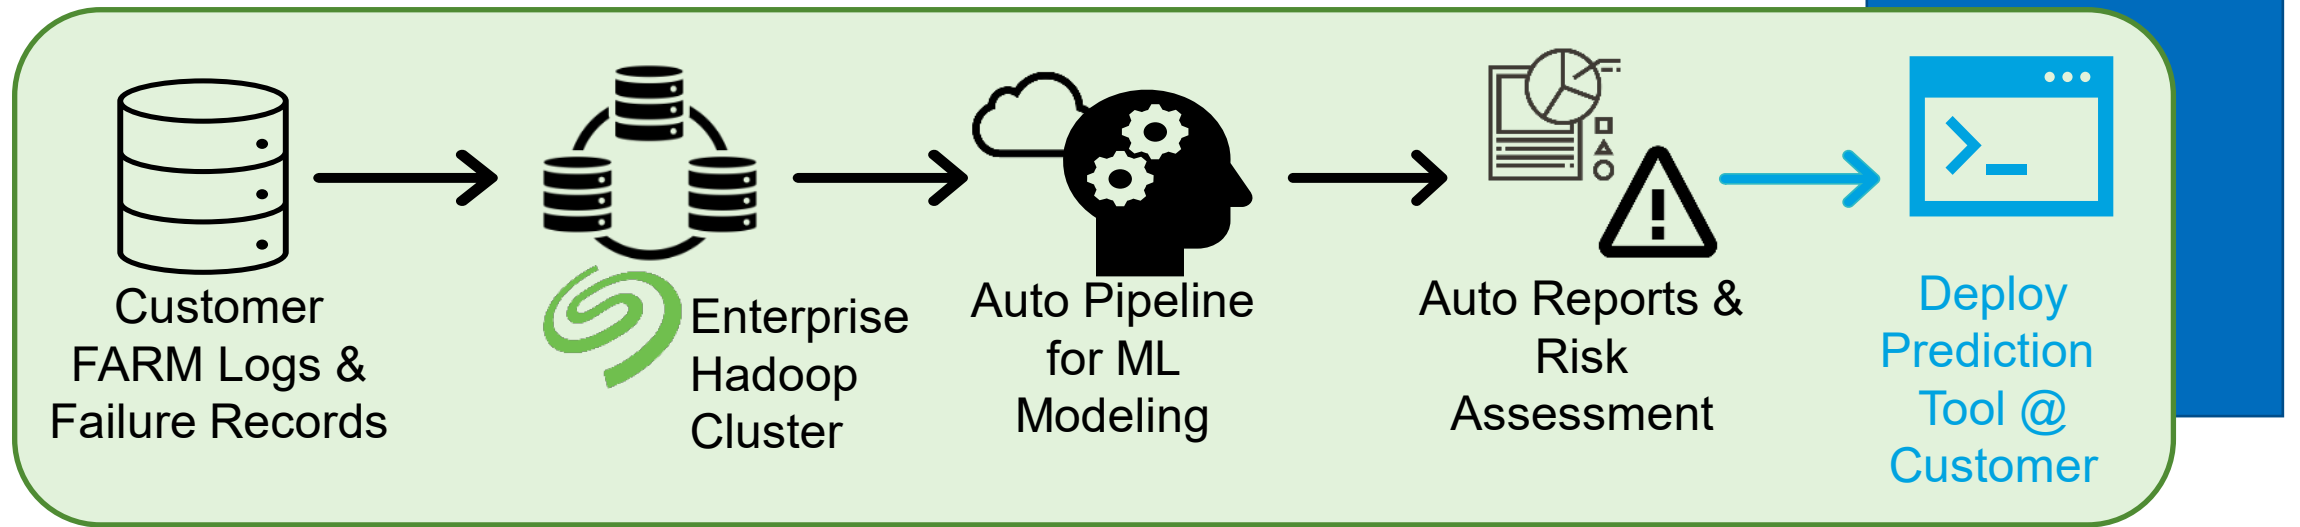 Customer
FARM Logs &
Failure Records
Enterprise
Hadoop
Cluster
Auto Pipeline
for ML
Modeling
Auto Reports &
Risk
Assessment
Deploy
Prediction
Tool @
Customer